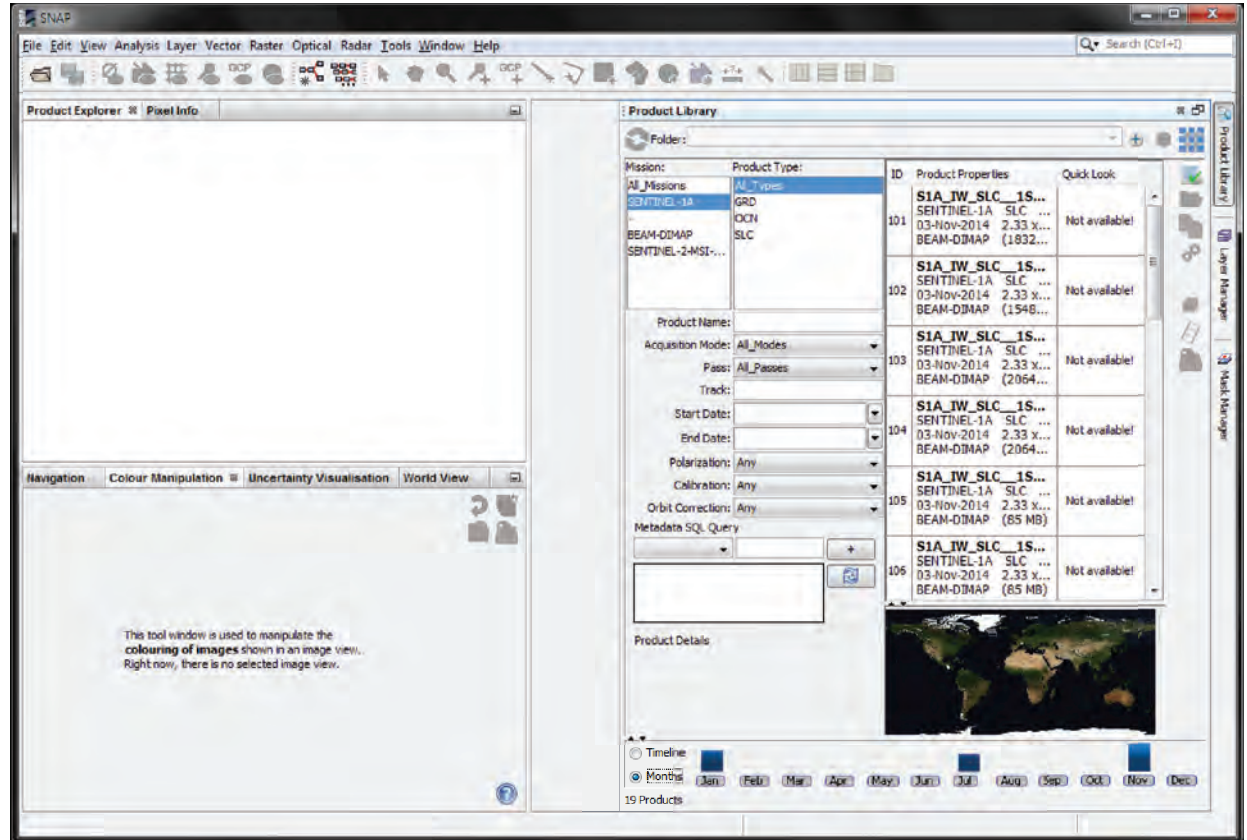 SNAP
File Edit View Analysis Layer Vector Raster Optical Radar Tools Window Help
Search (Ctrl+I)
GCP
GCP
Product Explorer
Pixel Info
Navigation
Colour Manipulation
Uncertainty Visualisation
World View
This tool window is used to manipulate the
colouring of images shown in an image view.
Right now, there is no selected image view.
Product Library
Folder:
Mission:
All_Missions
SENTINEL-1A
-
BEAM-DIMAP
SENTINEL-2-MSI-...
Product Type:
All_Types
GRD
OCN
SLC
Product Name:
Acquisition Mode: All_Modes
Pass: All_Passes
Track:
Start Date:
End Date:
Polarization: Any
Calibration: Any
Orbit Correction: Any
Metadata SQL Query
+
Product Details
ID Product Properties Quick Look
101
S1A_IW_SLC__1S...
SENTINEL-1A SLC ...
03-Nov-2014 2.33 x...
BEAM-DIMAP (1832...
Not available!
102
S1A_IW_SLC__1S...
SENTINEL-1A SLC ...
03-Nov-2014 2.33 x...
BEAM-DIMAP (1548...
Not available!
103
S1A_IW_SLC__1S...
SENTINEL-1A SLC ...
03-Nov-2014 2.33 x...
BEAM-DIMAP (2064...
Not available!
104
S1A_IW_SLC__1S...
SENTINEL-1A SLC ...
03-Nov-2014 2.33 x...
BEAM-DIMAP (2064...
Not available!
105
S1A_IW_SLC__1S...
SENTINEL-1A SLC ...
03-Nov-2014 2.33 x...
BEAM-DIMAP (85 MB)
Not available!
106
S1A_IW_SLC__1S...
SENTINEL-1A SLC ...
03-Nov-2014 2.33 x...
BEAM-DIMAP (85 MB)
Not available!
Timeline
Months
Jan Feb Mar Apr May Jun Jul Aug Sep Oct Nov Dec
19 Products
Product Library
Layer Manager
Mask Manager